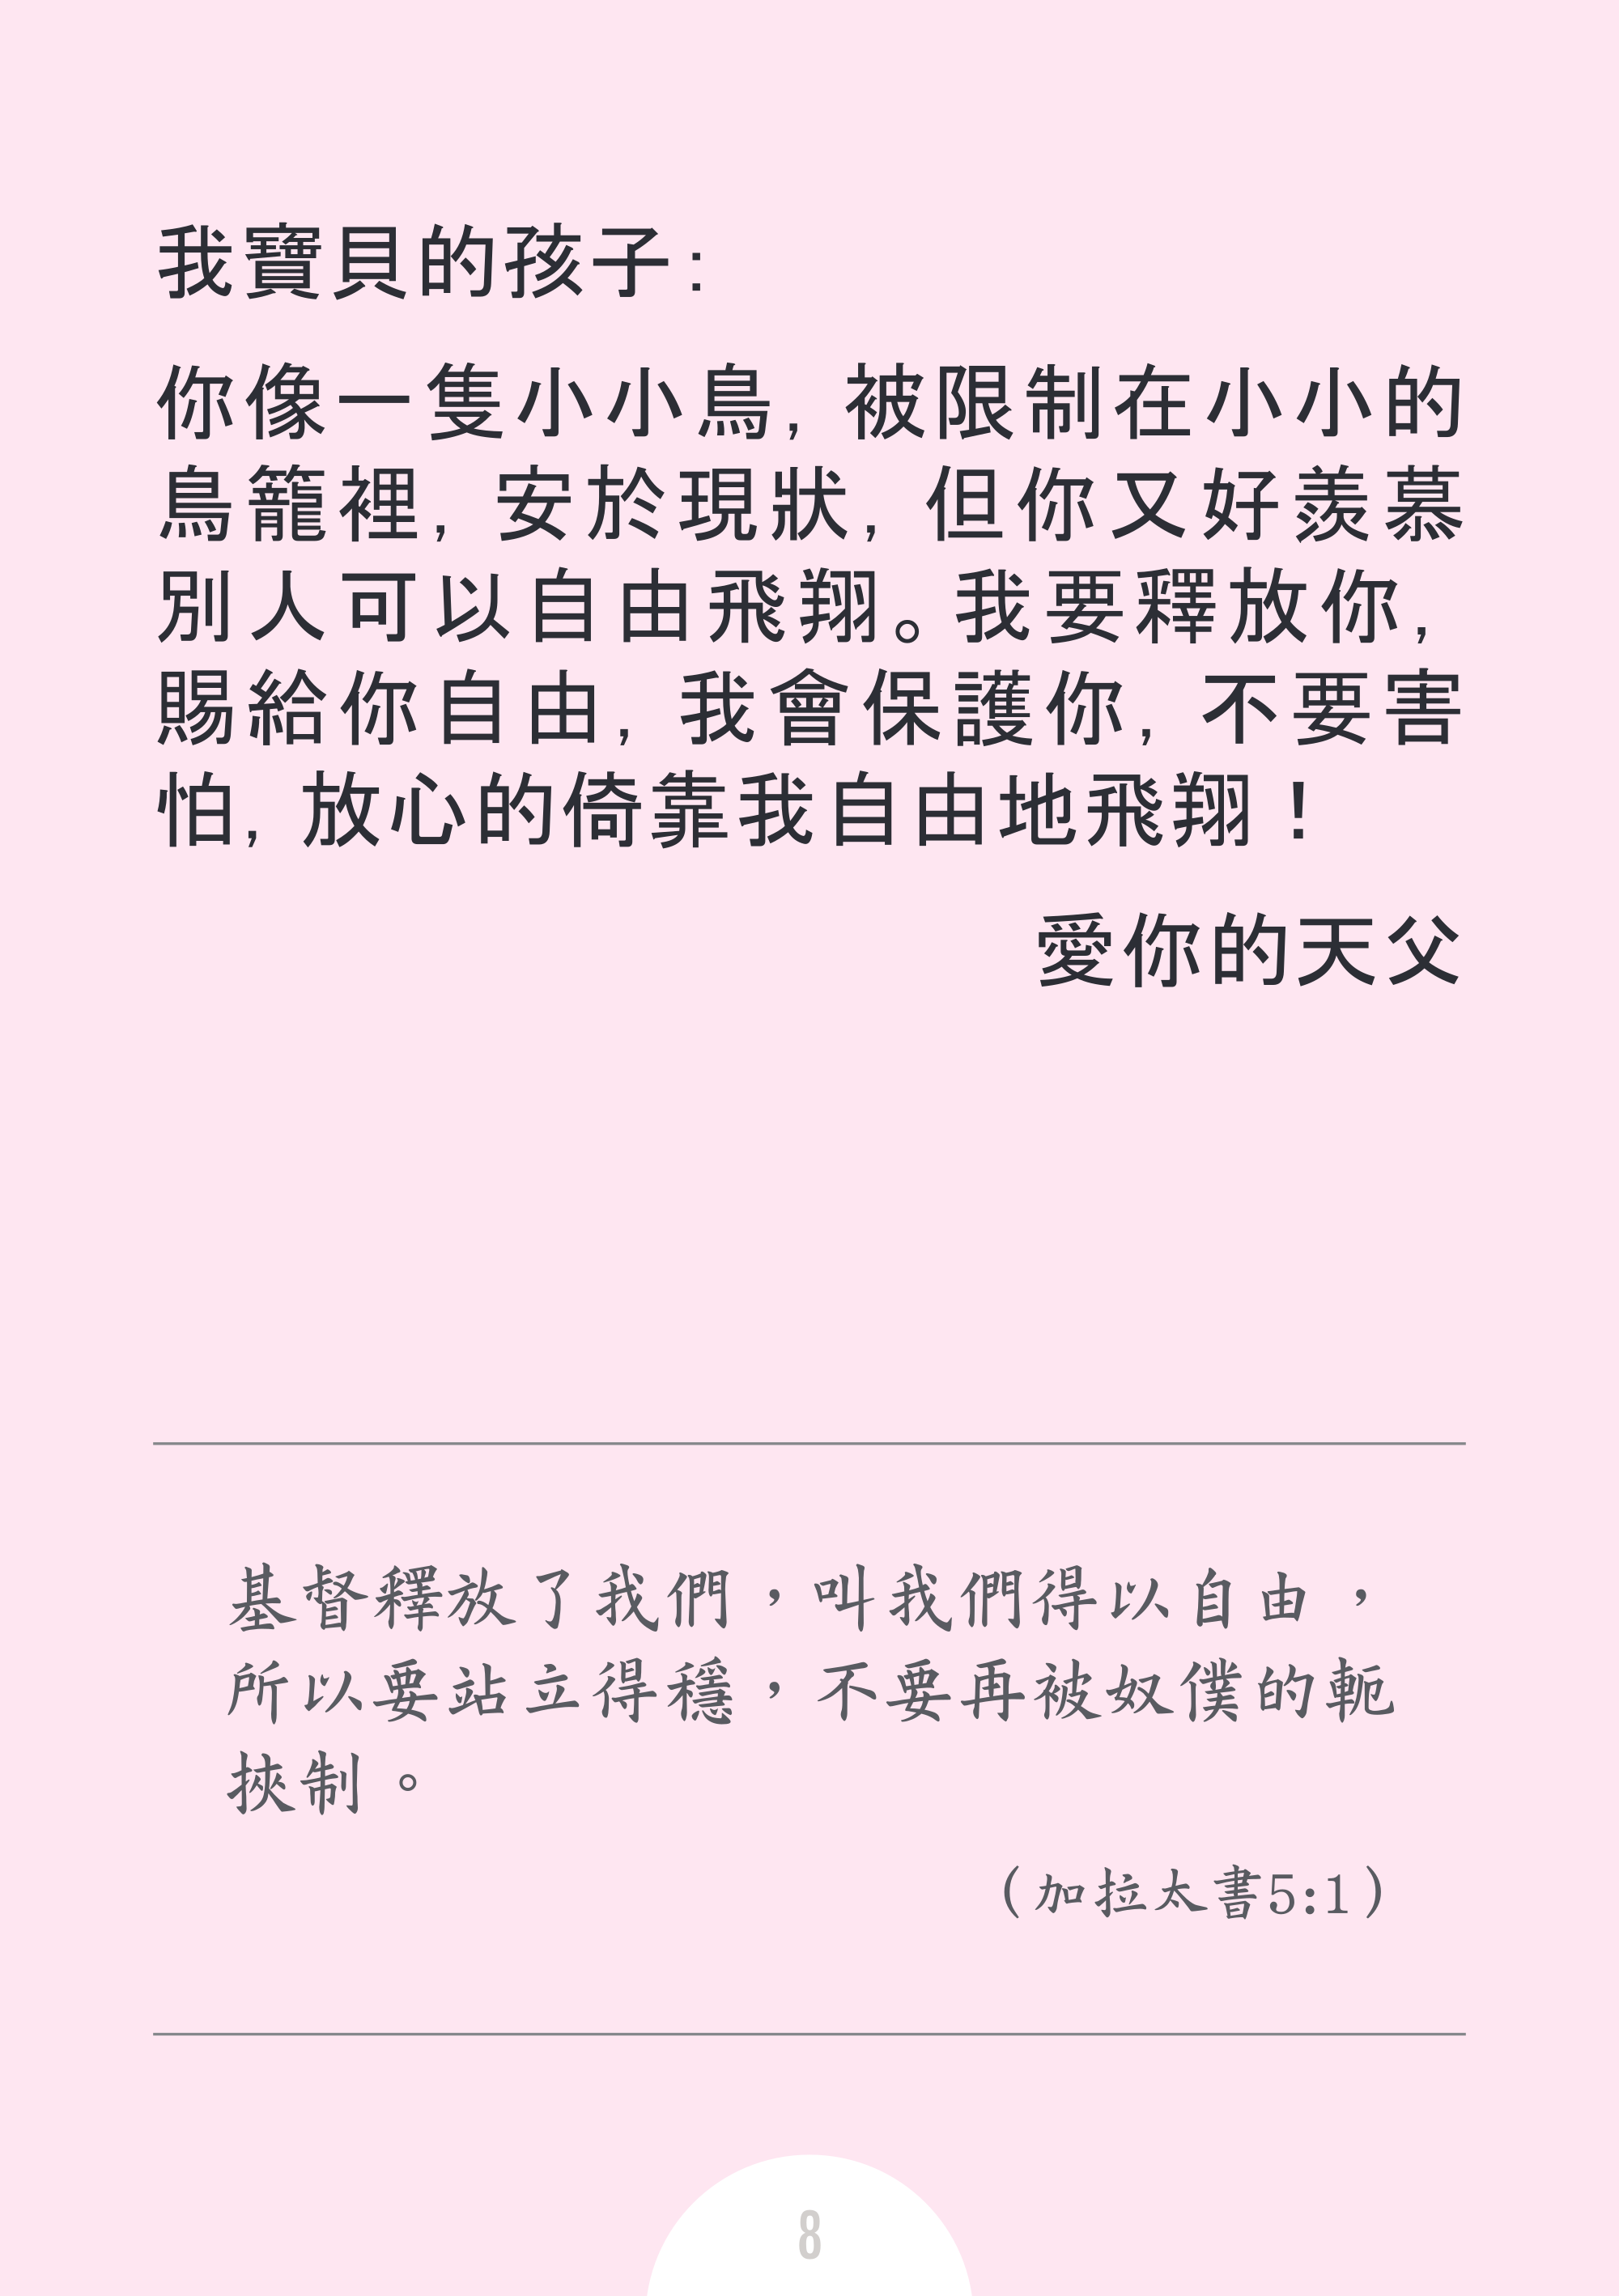 我寶貝的孩子：
你像一隻小小鳥，被限制在小小的
鳥籠裡，安於現狀，但你又好羨慕
別人可以自由飛翔。我要釋放你，
賜給你自由，我會保護你，不要害
怕，放心的倚靠我自由地飛翔！
愛你的天父
基督釋放了我們，叫我們得以自由，
所以要站立得穩，不要再被奴僕的軛
挾制。
（加拉太書5:1）
8